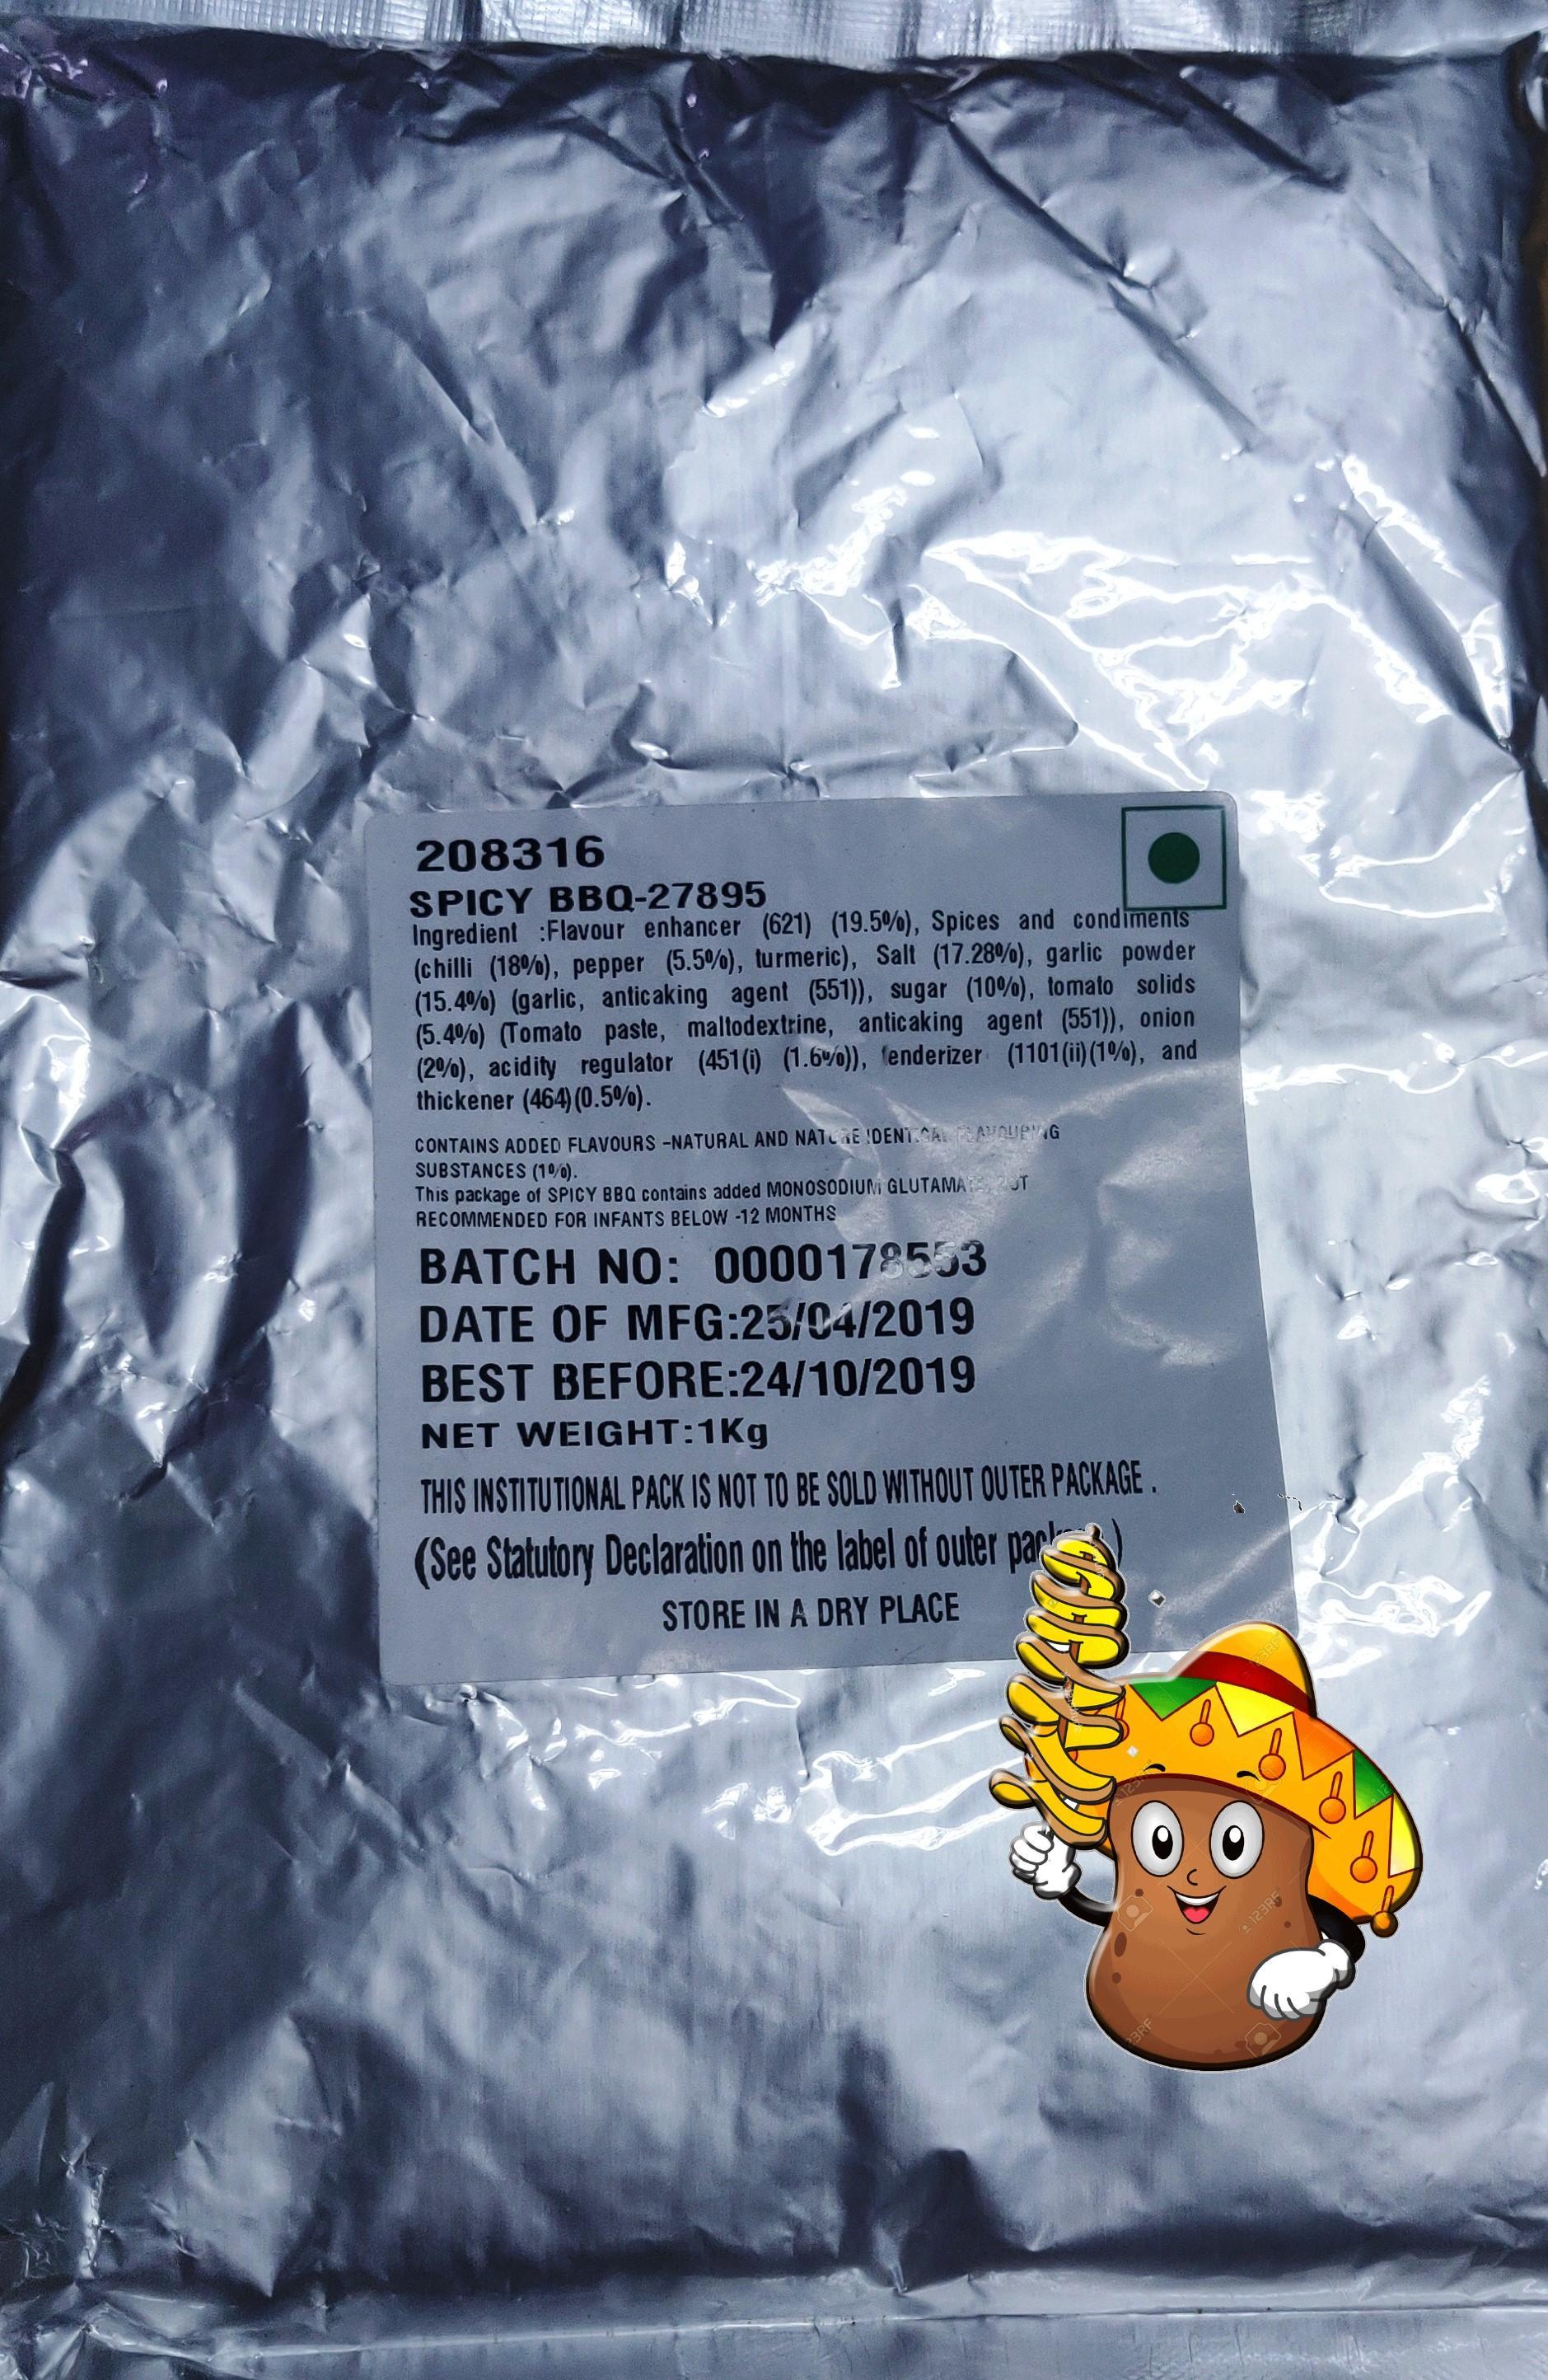 208316
SPICY BBQ-27895
Ingredient :Flavour enhancer (621) (19.5%), Spices and condiments
(chilli (18%), pepper (5.5%), turmeric), Salt (17.28%), garlic powder
(15.4%) (garlic, anticaking agent (551)), sugar (10%), tomato solids
(5.4%) (Tomato paste, maltodextrine, anticaking agent (551)), onion
(2%), acidity regulator (451(i) (1.6%)), enderizer (1101(ii)(1%), and
thickener (464)(0.5%).
CONTAINS ADDED FLAVOURS -NATURAL AND NATURE IDENTICAL FLAVOURING
SUBSTANCES (1%).
This package of SPICY BBQ contains added MONOSODIUM GLUTAMATE, NOT
RECOMMENDED FOR INFANTS BELOW -12 MONTHS
BATCH NO: 0000178553
DATE OF MFG:25/04/2019
BEST BEFORE:24/10/2019
NET WEIGHT:1Kg
THIS INSTITUTIONAL PACK IS NOT TO BE SOLD WITHOUT OUTER PACKAGE .
(See Statutory Declaration on the label of outer )
STORE IN A DRY PLACE
123RF